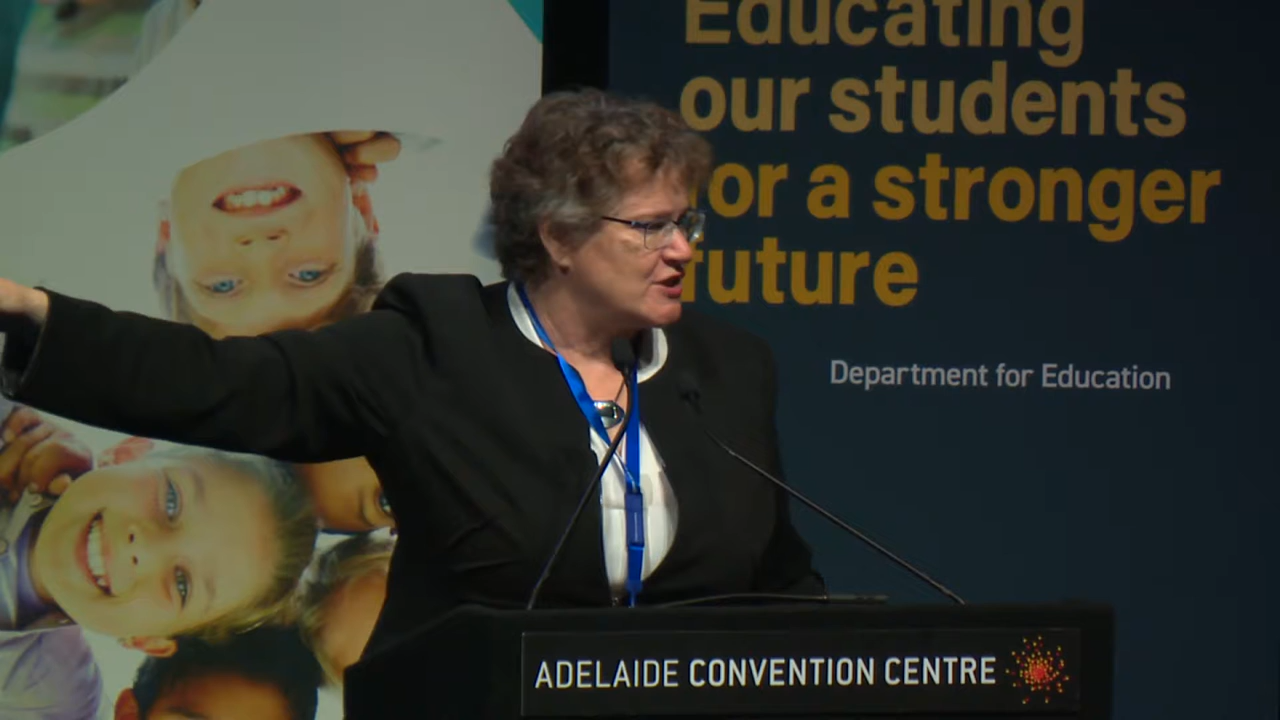 Educating
our students
for a stronger
future
Department for Education
ADELAIDE CONVENTION CENTRE